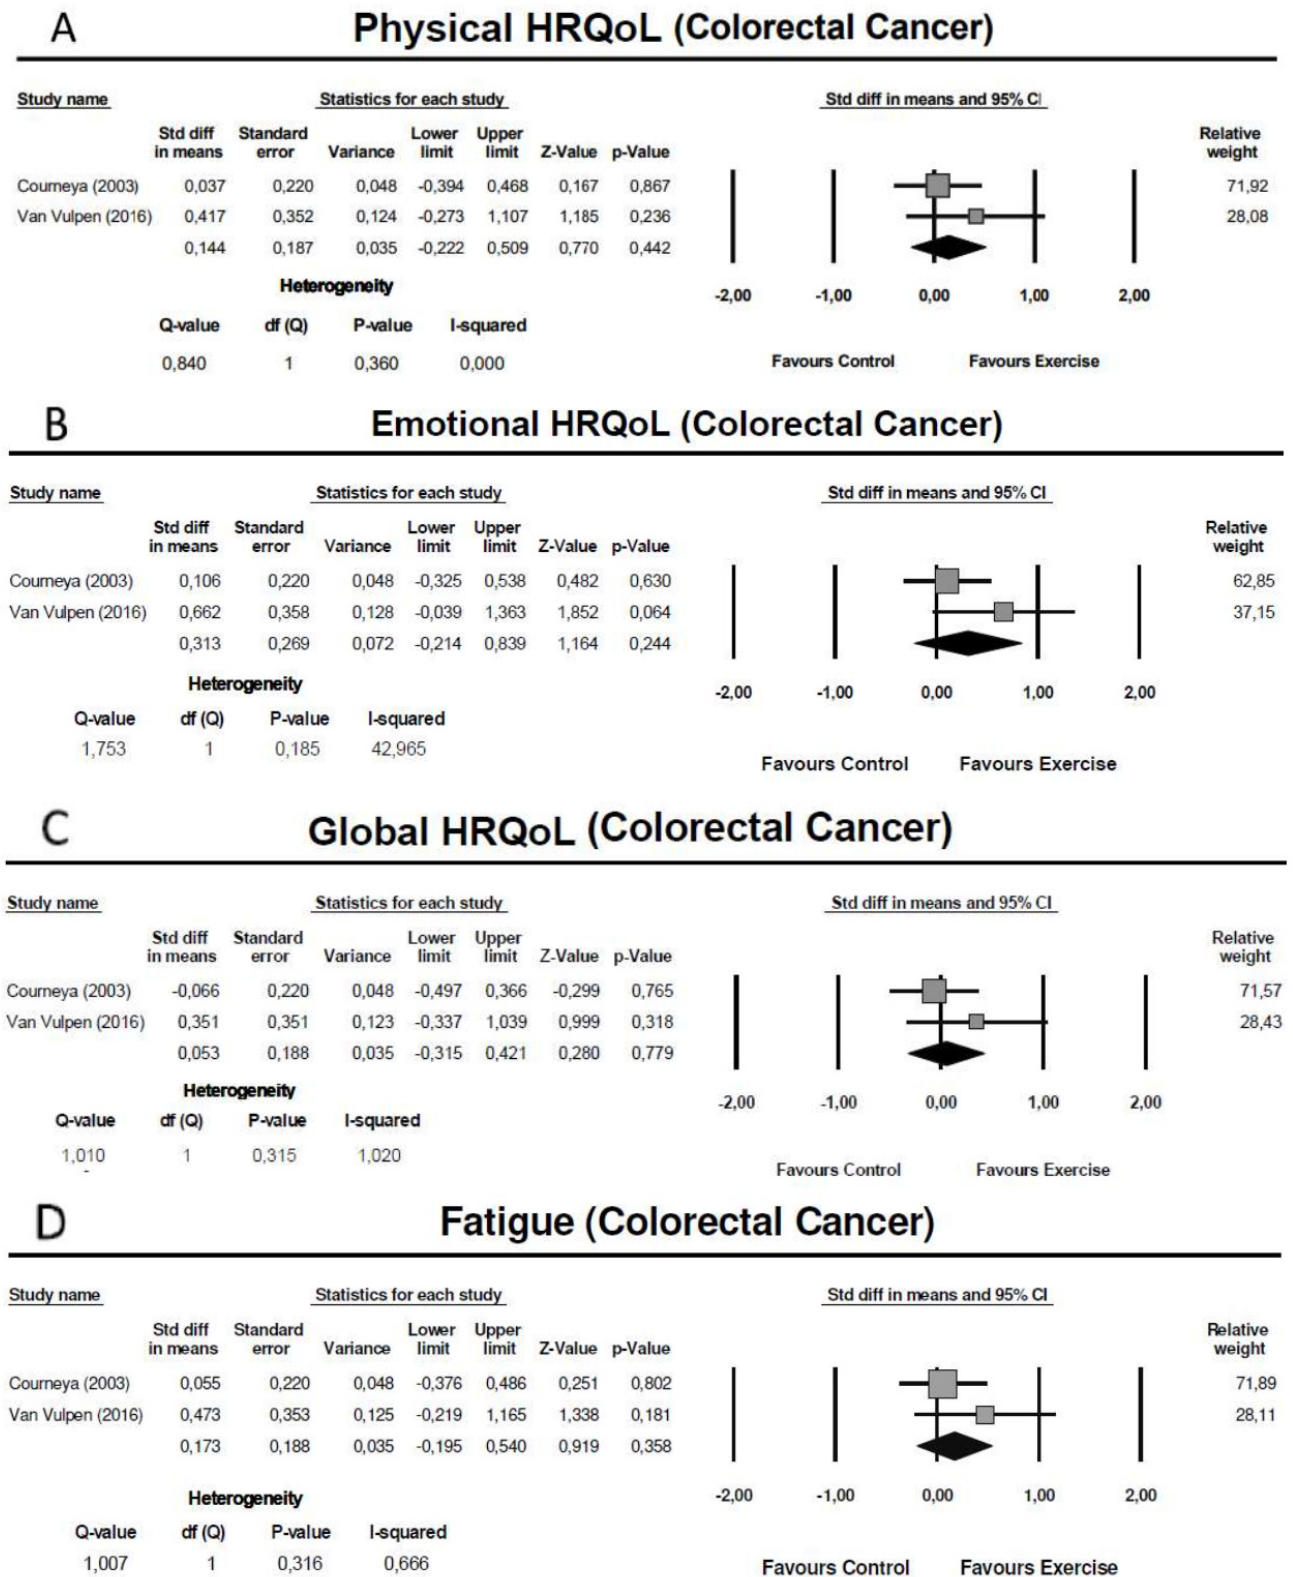 A Physical HRQoL (Colorectal Cancer)
Study name Statistics for each study Std diff in means and 95% CI
Std diff Standard Lower Upper Relative
in means error Variance limit limit Z-Value p-Value weight
Courneya (2003) 0,037 0,220 0,048 -0,394 0,468 0,167 0,867 71,92
Van Vulpen (2016) 0,417 0,352 0,124 -0,273 1,107 1,185 0,236 28,08
0,144 0,187 0,035 -0,222 0,509 0,770 0,442
Heterogeneity
-2,00 -1,00 0,00 1,00 2,00
Q-value df (Q) P-value I-squared
0,840 1 0,360 0,000
Favours Control Favours Exercise
B Emotional HRQoL (Colorectal Cancer)
Study name Statistics for each study Std diff in means and 95% CI
Std diff Standard Lower Upper Relative
in means error Variance limit limit Z-Value p-Value weight
Courneya (2003) 0,106 0,220 0,048 -0,325 0,538 0,482 0,630 62,85
Van Vulpen (2016) 0,662 0,358 0,128 -0,039 1,363 1,852 0,064 37,15
0,313 0,269 0,072 -0,214 0,839 1,164 0,244
Heterogeneity
-2,00 -1,00 0,00 1,00 2,00
Q-value df (Q) P-value I-squared
1,753 1 0,185 42,965
Favours Control Favours Exercise
C Global HRQoL (Colorectal Cancer)
Study name Statistics for each study Std diff in means and 95% CI
Std diff Standard Lower Upper Relative
in means error Variance limit limit Z-Value p-Value weight
Courneya (2003) -0,066 0,220 0,048 -0,497 0,366 -0,299 0,765 71,57
Van Vulpen (2016) 0,351 0,351 0,123 -0,337 1,039 0,999 0,318 28,43
0,053 0,188 0,035 -0,315 0,421 0,280 0,779
Heterogeneity
-2,00 -1,00 0,00 1,00 2,00
Q-value df (Q) P-value I-squared
1,010 1 0,315 1,020
Favours Control Favours Exercise
D Fatigue (Colorectal Cancer)
Study name Statistics for each study Std diff in means and 95% CI
Std diff Standard Lower Upper Relative
in means error Variance limit limit Z-Value p-Value weight
Courneya (2003) 0,055 0,220 0,048 -0,376 0,486 0,251 0,802 71,89
Van Vulpen (2016) 0,473 0,353 0,125 -0,219 1,165 1,338 0,181 28,11
0,173 0,188 0,035 -0,195 0,540 0,919 0,358
Heterogeneity
-2,00 -1,00 0,00 1,00 2,00
Q-value df (Q) P-value I-squared
1,007 1 0,316 0,666
Favours Control Favours Exercise